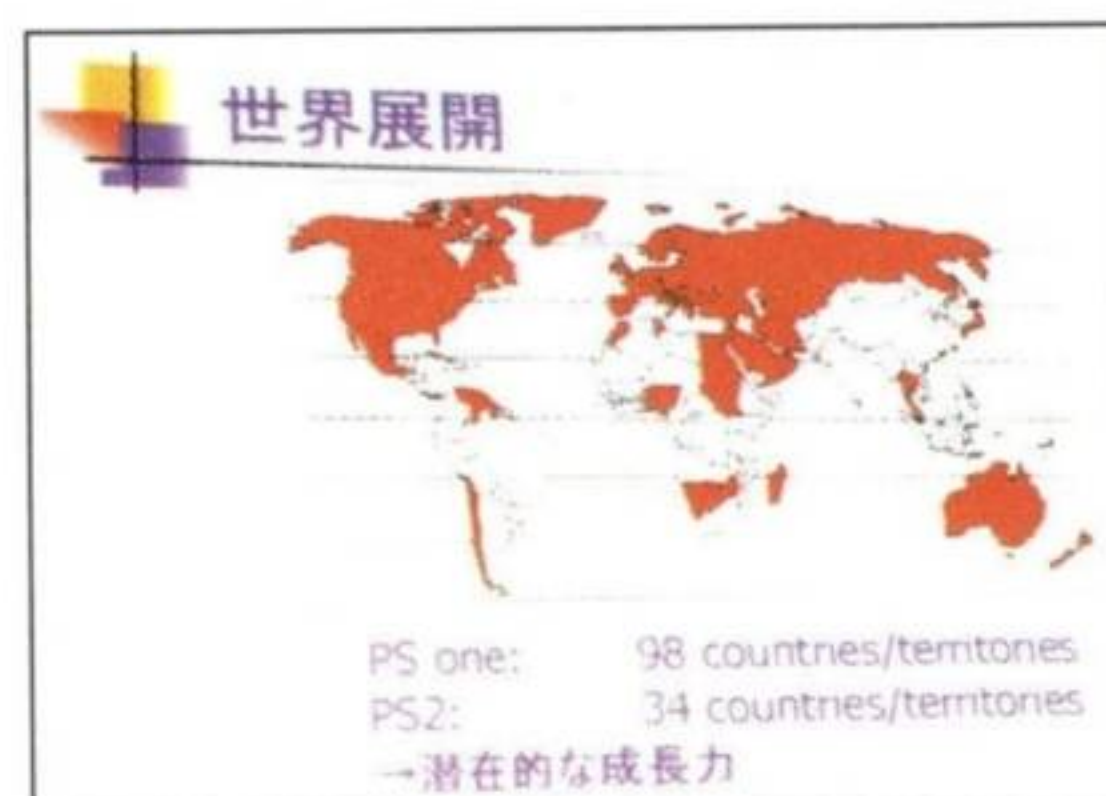 世界展開
PS one: 98 countries/territories
PS2: 34 countries/territories
→潜在的な成長力